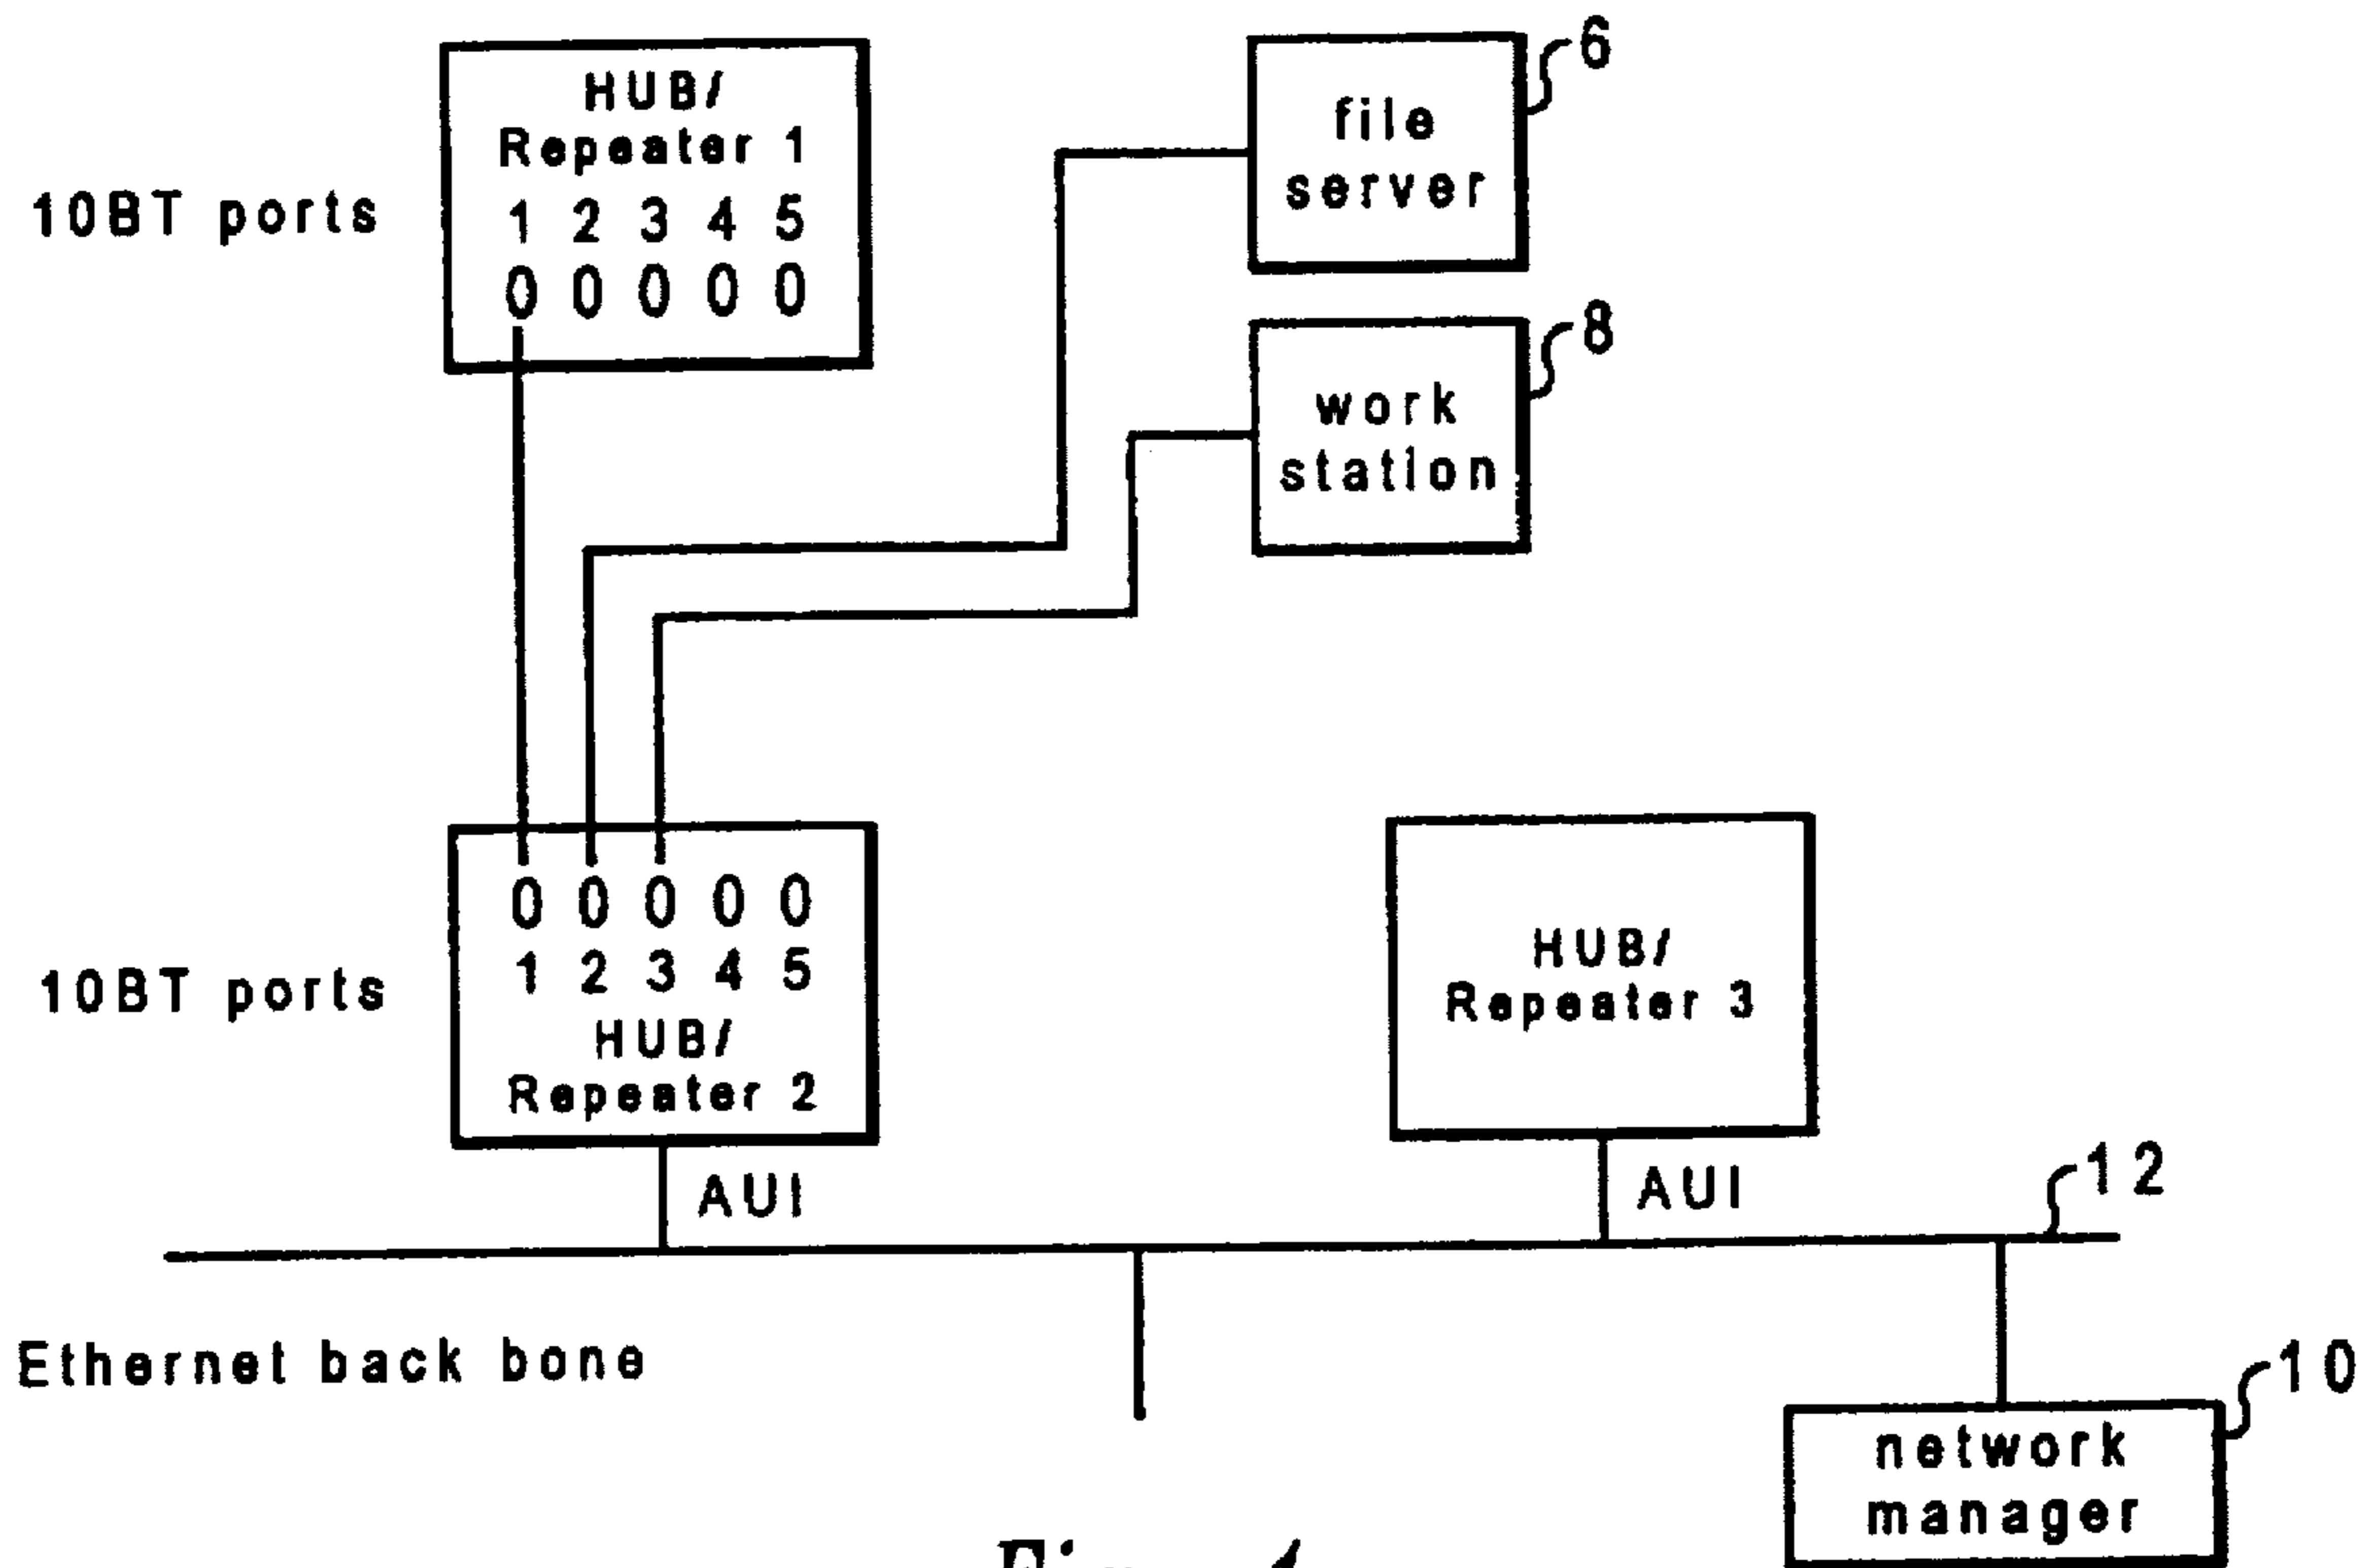 HUB/
Repeater 1
10BT ports
1 2 3 4 5
0 0 0 0 0
file
server
6
work
station
8
0 0 0 0 0
1 2 3 4 5
10BT ports
HUB/
Repeater 2
HUB/
Repeater 3
AUI
AUI
12
Ethernet back bone
10
network
manager